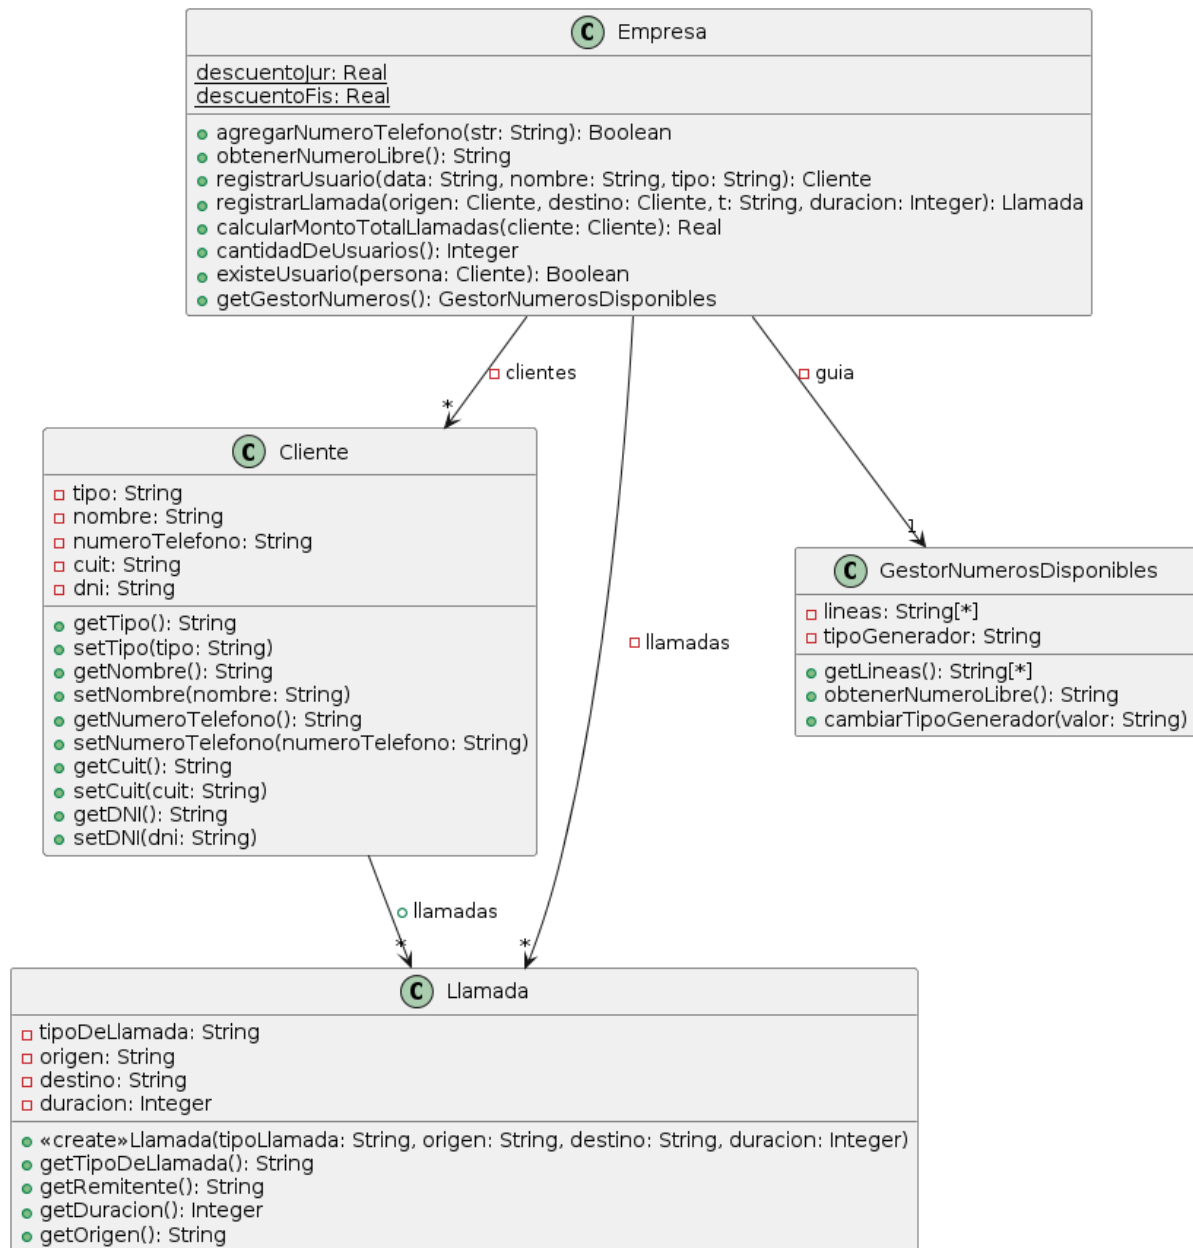 C Empresa
descuentoJur: Real
descuentoFis: Real
agregarNumeroTelefono(str: String): Boolean
obtenerNumeroLibre(): String
registrarUsuario(data: String, nombre: String, tipo: String): Cliente
registrarLlamada(origen: Cliente, destino: Cliente, t: String, duracion: Integer): Llamada
calcularMontoTotalLlamadas(cliente: Cliente): Real
cantidadDeUsuarios(): Integer
existeUsuario(persona: Cliente): Boolean
getGestorNumeros(): GestorNumerosDisponibles
clientes
guia
*
C Cliente
tipo: String
nombre: String
numeroTelefono: String
cuit: String
dni: String
getTipo(): String
setTipo(tipo: String)
getNombre(): String
setNombre(nombre: String)
getNumeroTelefono(): String
setNumeroTelefono(numeroTelefono: String)
getCuit(): String
setCuit(cuit: String)
getDNI(): String
setDNI(dni: String)
llamadas
1
C GestorNumerosDisponibles
lineas: String[*]
tipoGenerador: String
getLineas(): String[*]
obtenerNumeroLibre(): String
cambiarTipoGenerador(valor: String)
llamadas
*
*
C Llamada
tipoDeLlamada: String
origen: String
destino: String
duracion: Integer
«create»Llamada(tipoLlamada: String, origen: String, destino: String, duracion: Integer)
getTipoDeLlamada(): String
getRemitente(): String
getDuracion(): Integer
getOrigen(): String